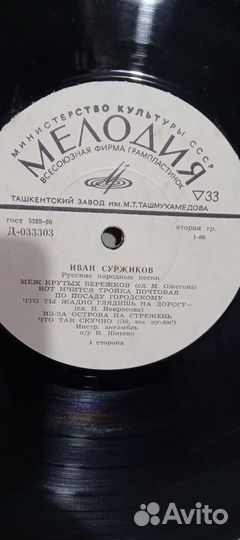 МИНИСТЕРСТВО КУЛЬТУРЫ СССР
МЕЛОДИЯ
ВСЕСОЮЗНАЯ ФИРМА ГРАМПЛАСТИНОК
ТАШКЕНТСКИЙ ЗАВОД ИМ. М.Т. ТАШМУХАМЕДОВА
▽33
гост 5289-68
Д-033303
вторая гр.
1-00
ИВАН СУРЖИКОВ
Русские народные песни
МЕЖ КРУТЫХ БЕРЕЖКОВ (сл. М. Ожегова)
ВОТ МЧИТСЯ ТРОЙКА ПОЧТОВАЯ
ПО ПОСАДУ ГОРОДСКОМУ
ЧТО ТЫ ЖАДНО ГЛЯДИШЬ НА ДОРОГУ—
(сл. Н. Некрасова)
ИЗ-ЗА ОСТРОВА НА СТРЕЖЕНЬ
ЧТО ТАК СКУЧНО (Эй, вы, ну-ли!)
Инстр. ансамбль
п/у В. Шишко
1 сторона
Avito